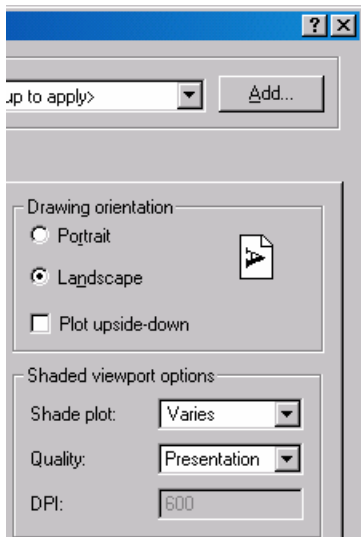 up to apply>
Add...
Drawing orientation
Portrait
A
Landscape
Plot upside-down
Shaded viewport options
Shade plot: Varies
Quality: Presentation
DPI: 600